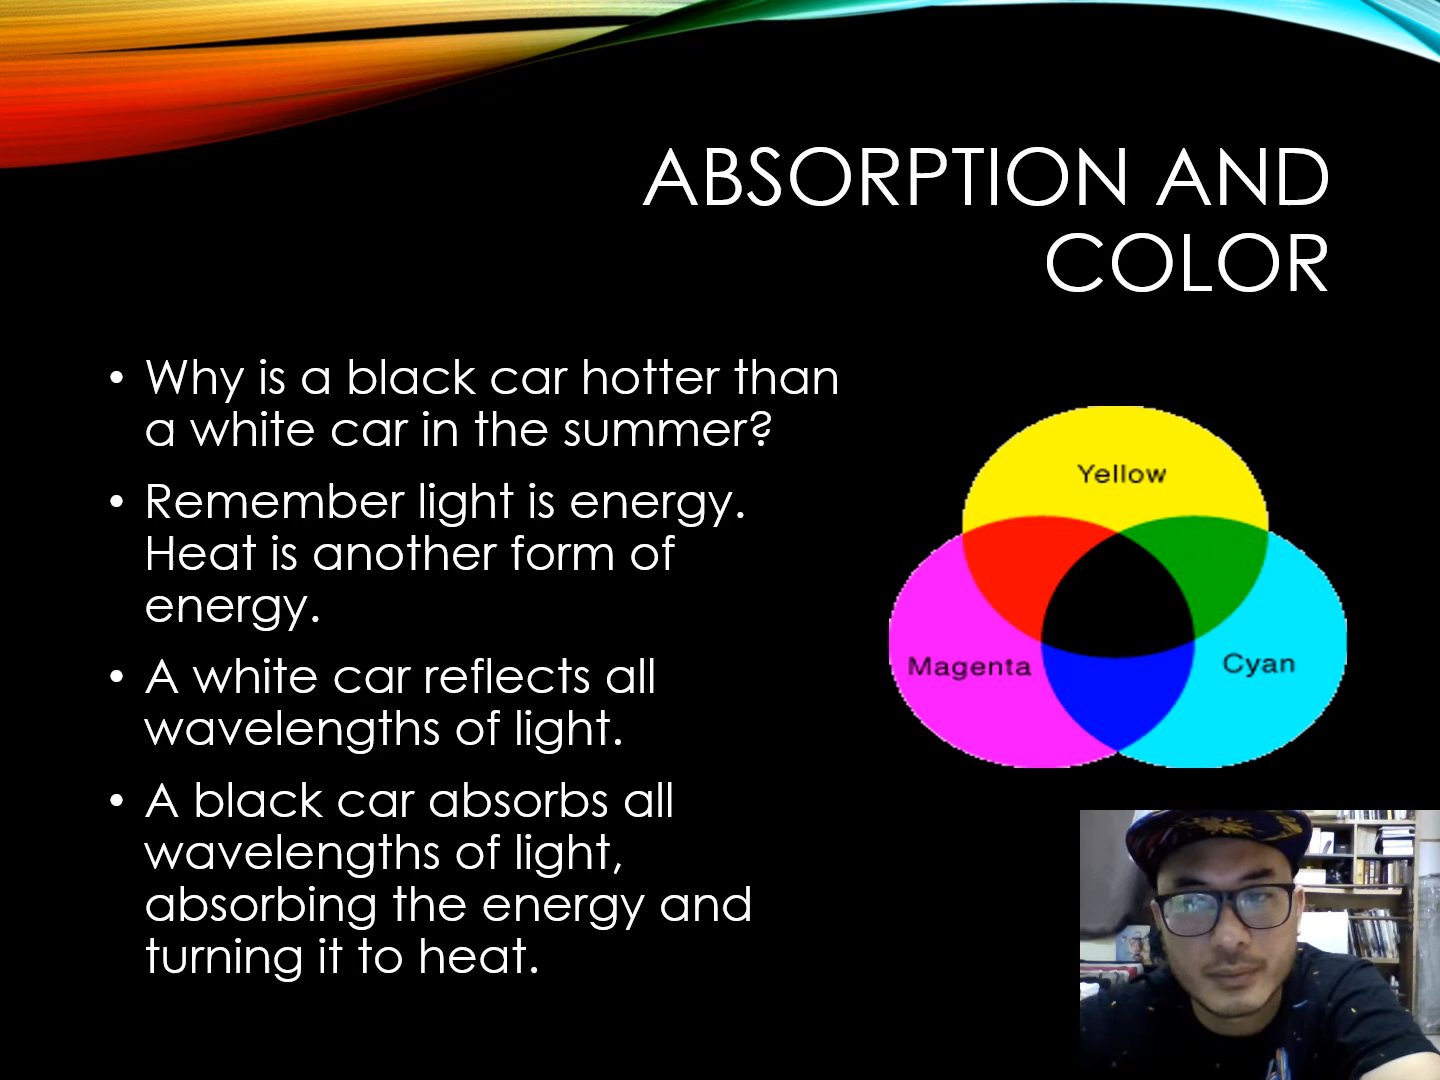 ABSORPTION AND
COLOR
• Why is a black car hotter than
a white car in the summer?
• Remember light is energy.
Heat is another form of
energy.
• A white car reflects all
wavelengths of light.
• A black car absorbs all
wavelengths of light,
absorbing the energy and
turning it to heat.
Yellow
Magenta
Cyan